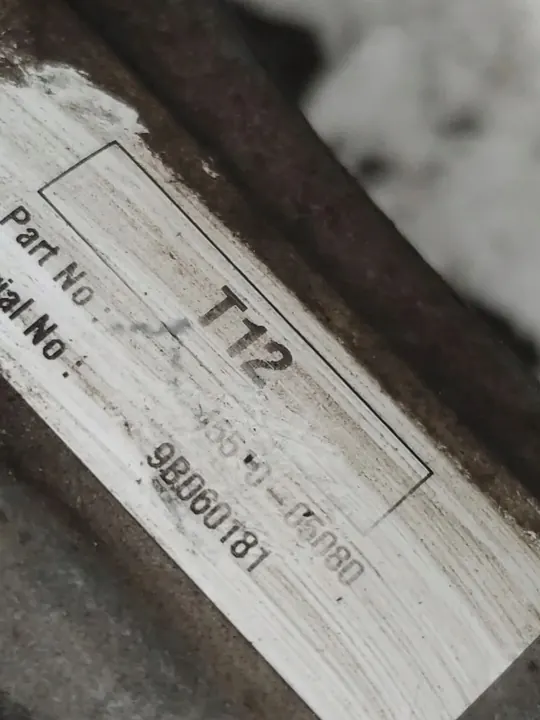 T12
Part No :
ial No : 9B060181